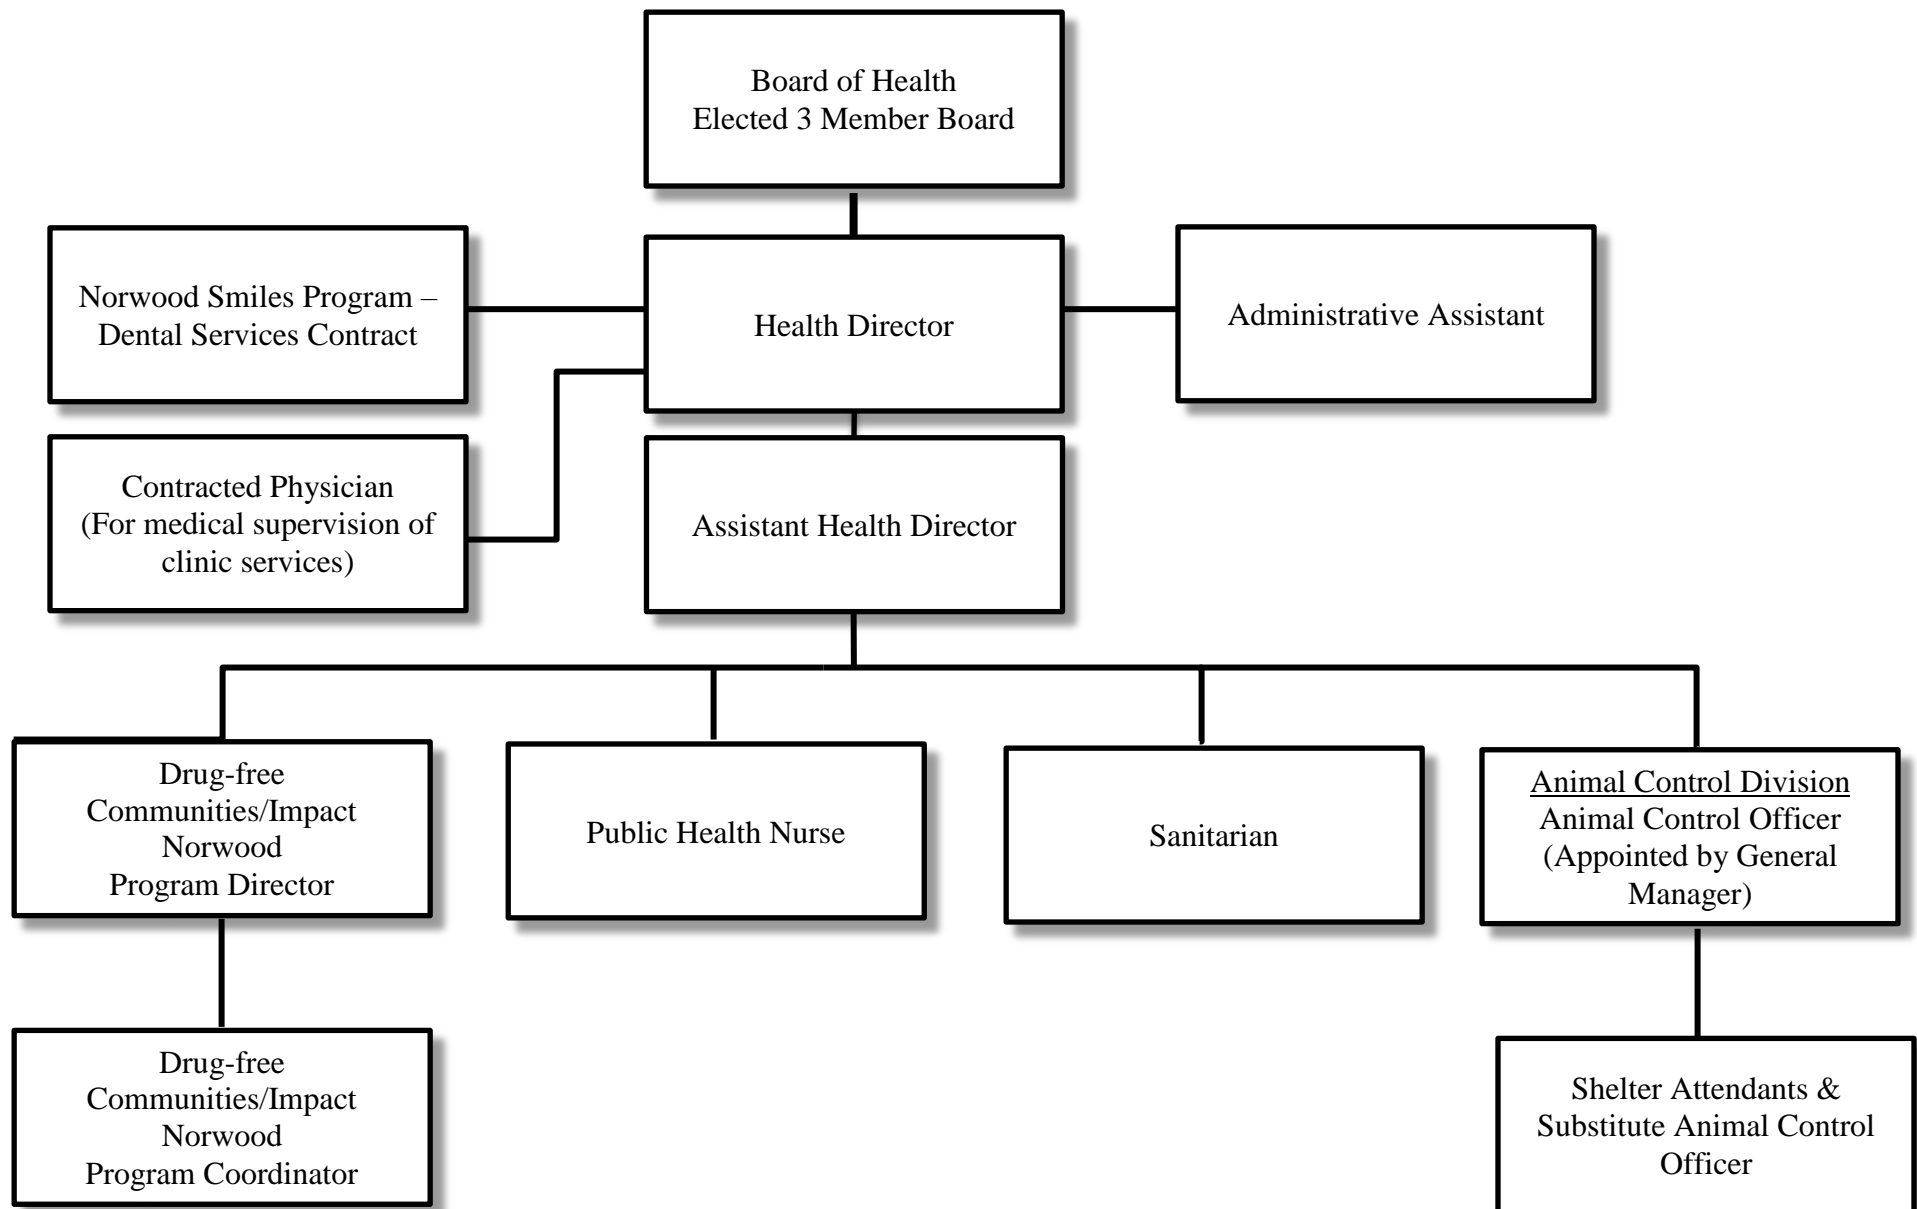 Board of Health
Elected 3 Member Board
Norwood Smiles Program –
Dental Services Contract
Health Director
Administrative Assistant
Contracted Physician
(For medical supervision of
clinic services)
Assistant Health Director
Drug-free
Communities/Impact
Norwood
Program Director
Public Health Nurse
Sanitarian
Animal Control Division
Animal Control Officer
(Appointed by General
Manager)
Drug-free
Communities/Impact
Norwood
Program Coordinator
Shelter Attendants &
Substitute Animal Control
Officer